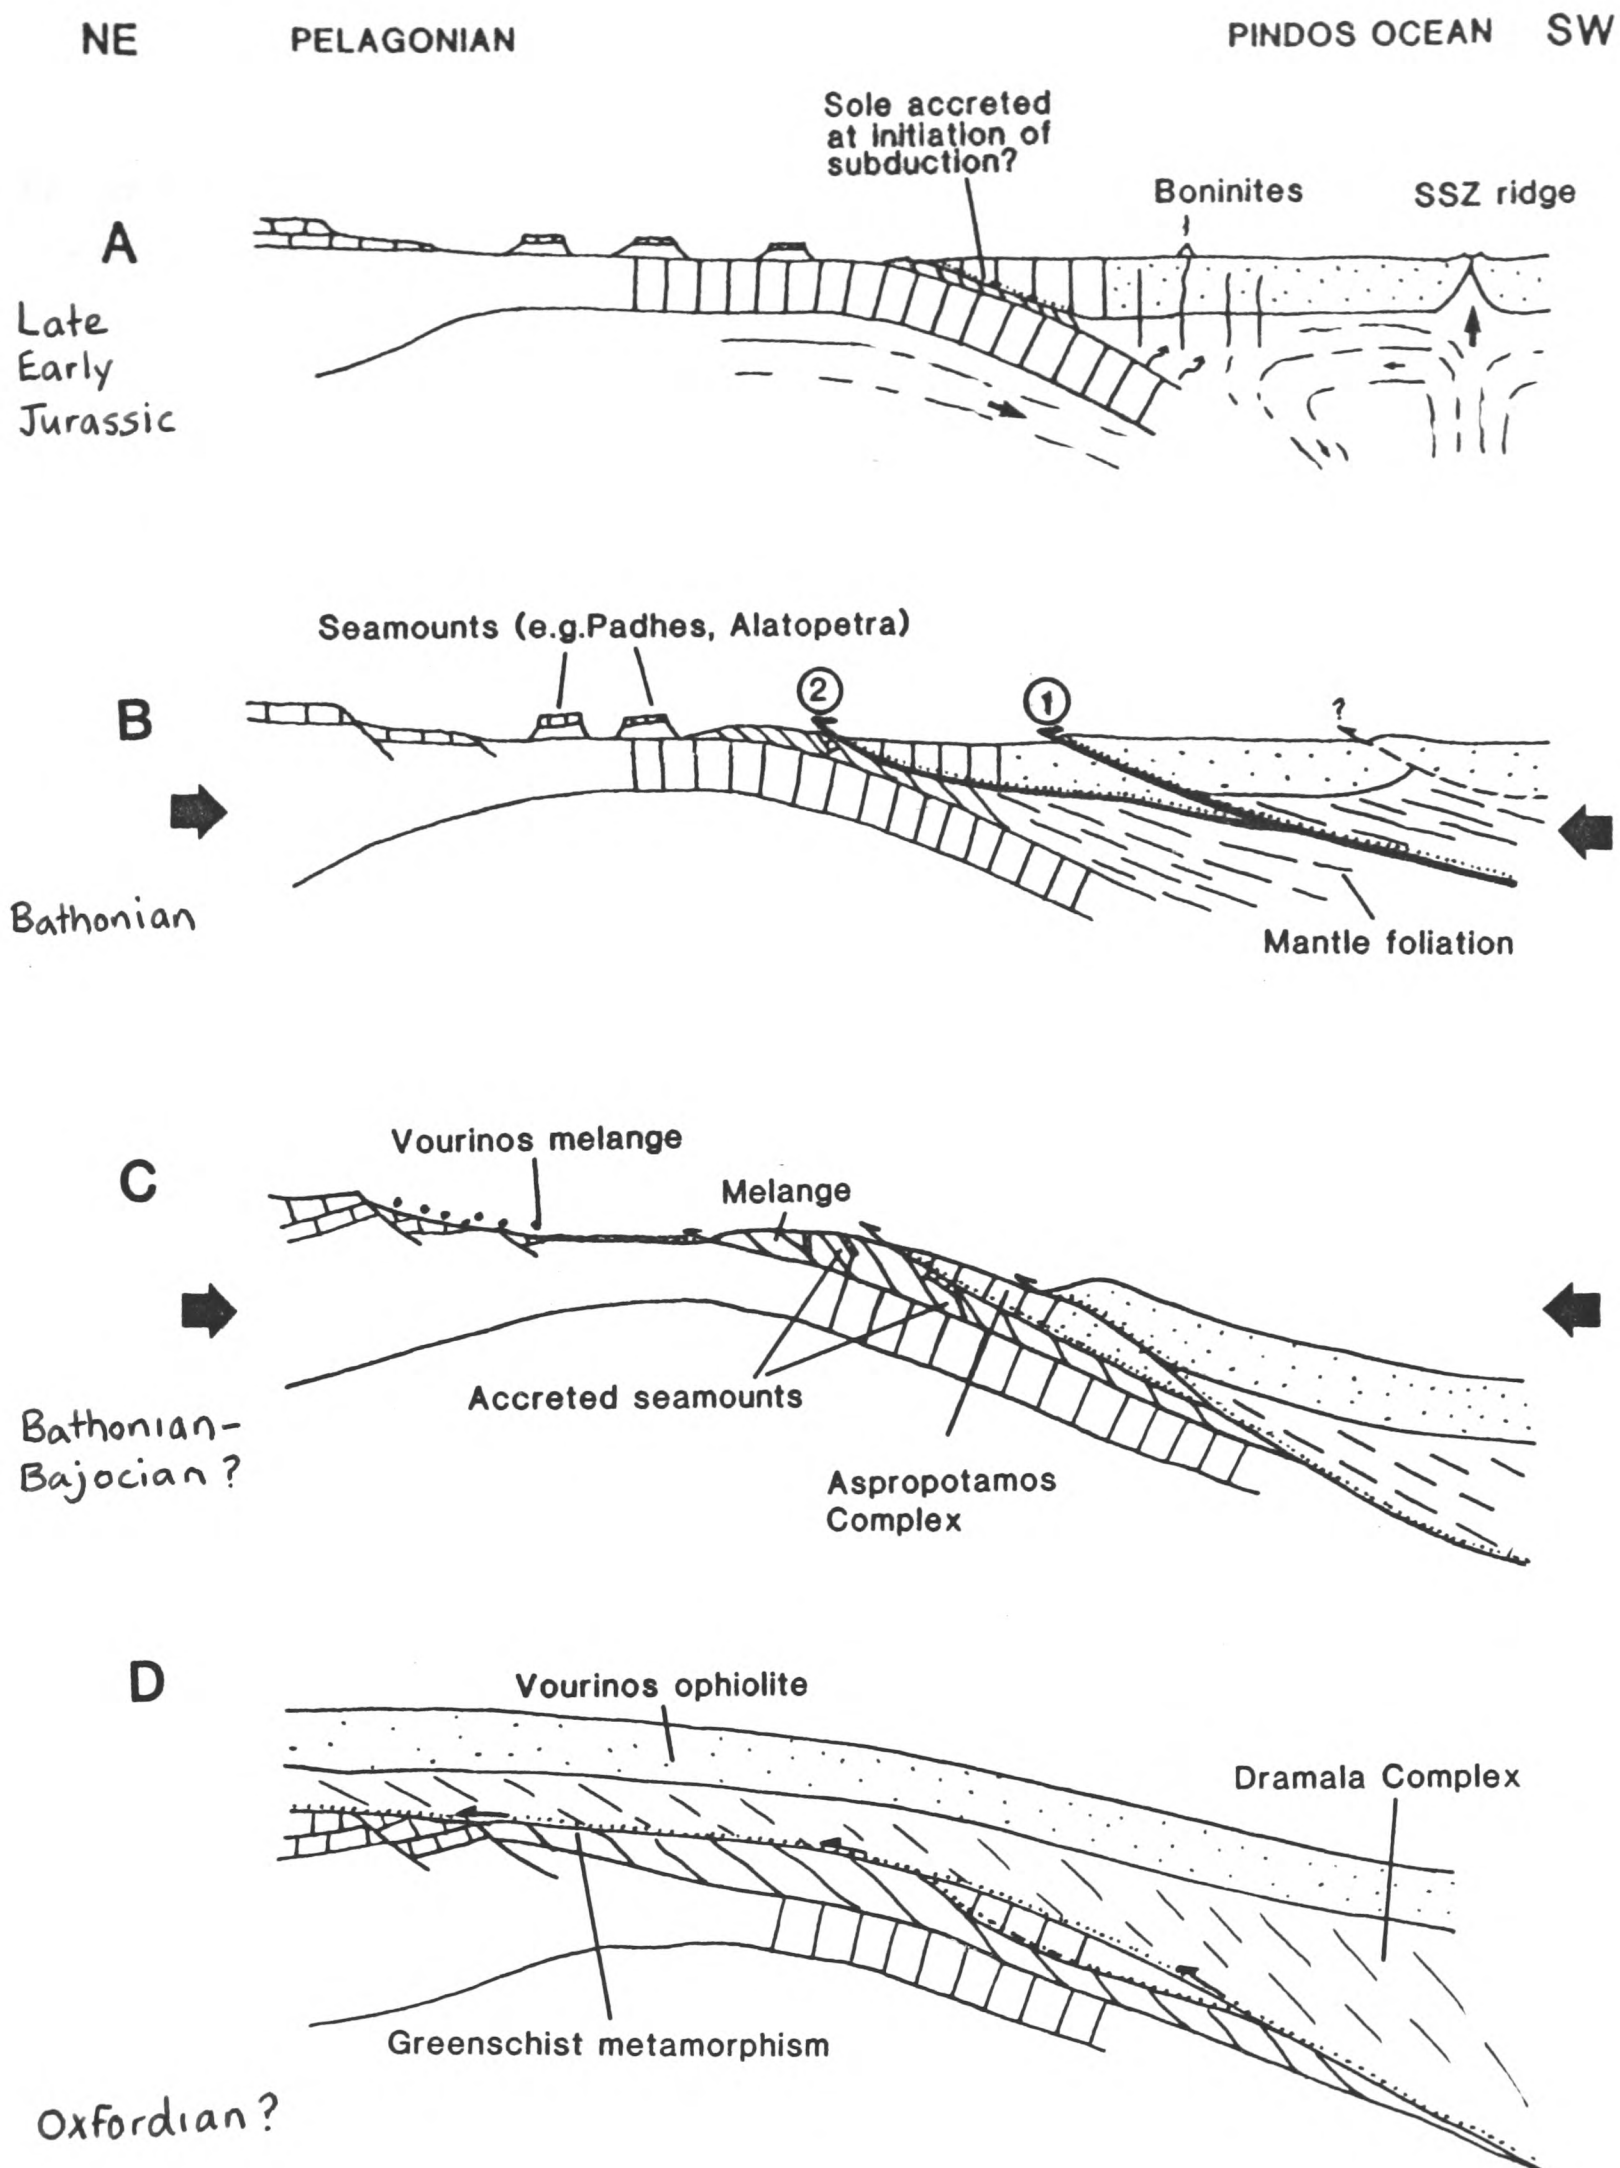 NE PELAGONIAN PINDOS OCEAN SW
Sole accreted
at initiation of
subduction?
Boninites SSZ ridge
A
Late
Early
Jurassic
Seamounts (e.g.Padhes, Alatopetra)
B
2
1
?
Bathonian
Mantle foliation
Vourinos melange
C
Melange
Accreted seamounts
Bathonian-
Bajocian?
Aspropotamos
Complex
D
Vourinos ophiolite
Dramala Complex
Greenschist metamorphism
Oxfordian?